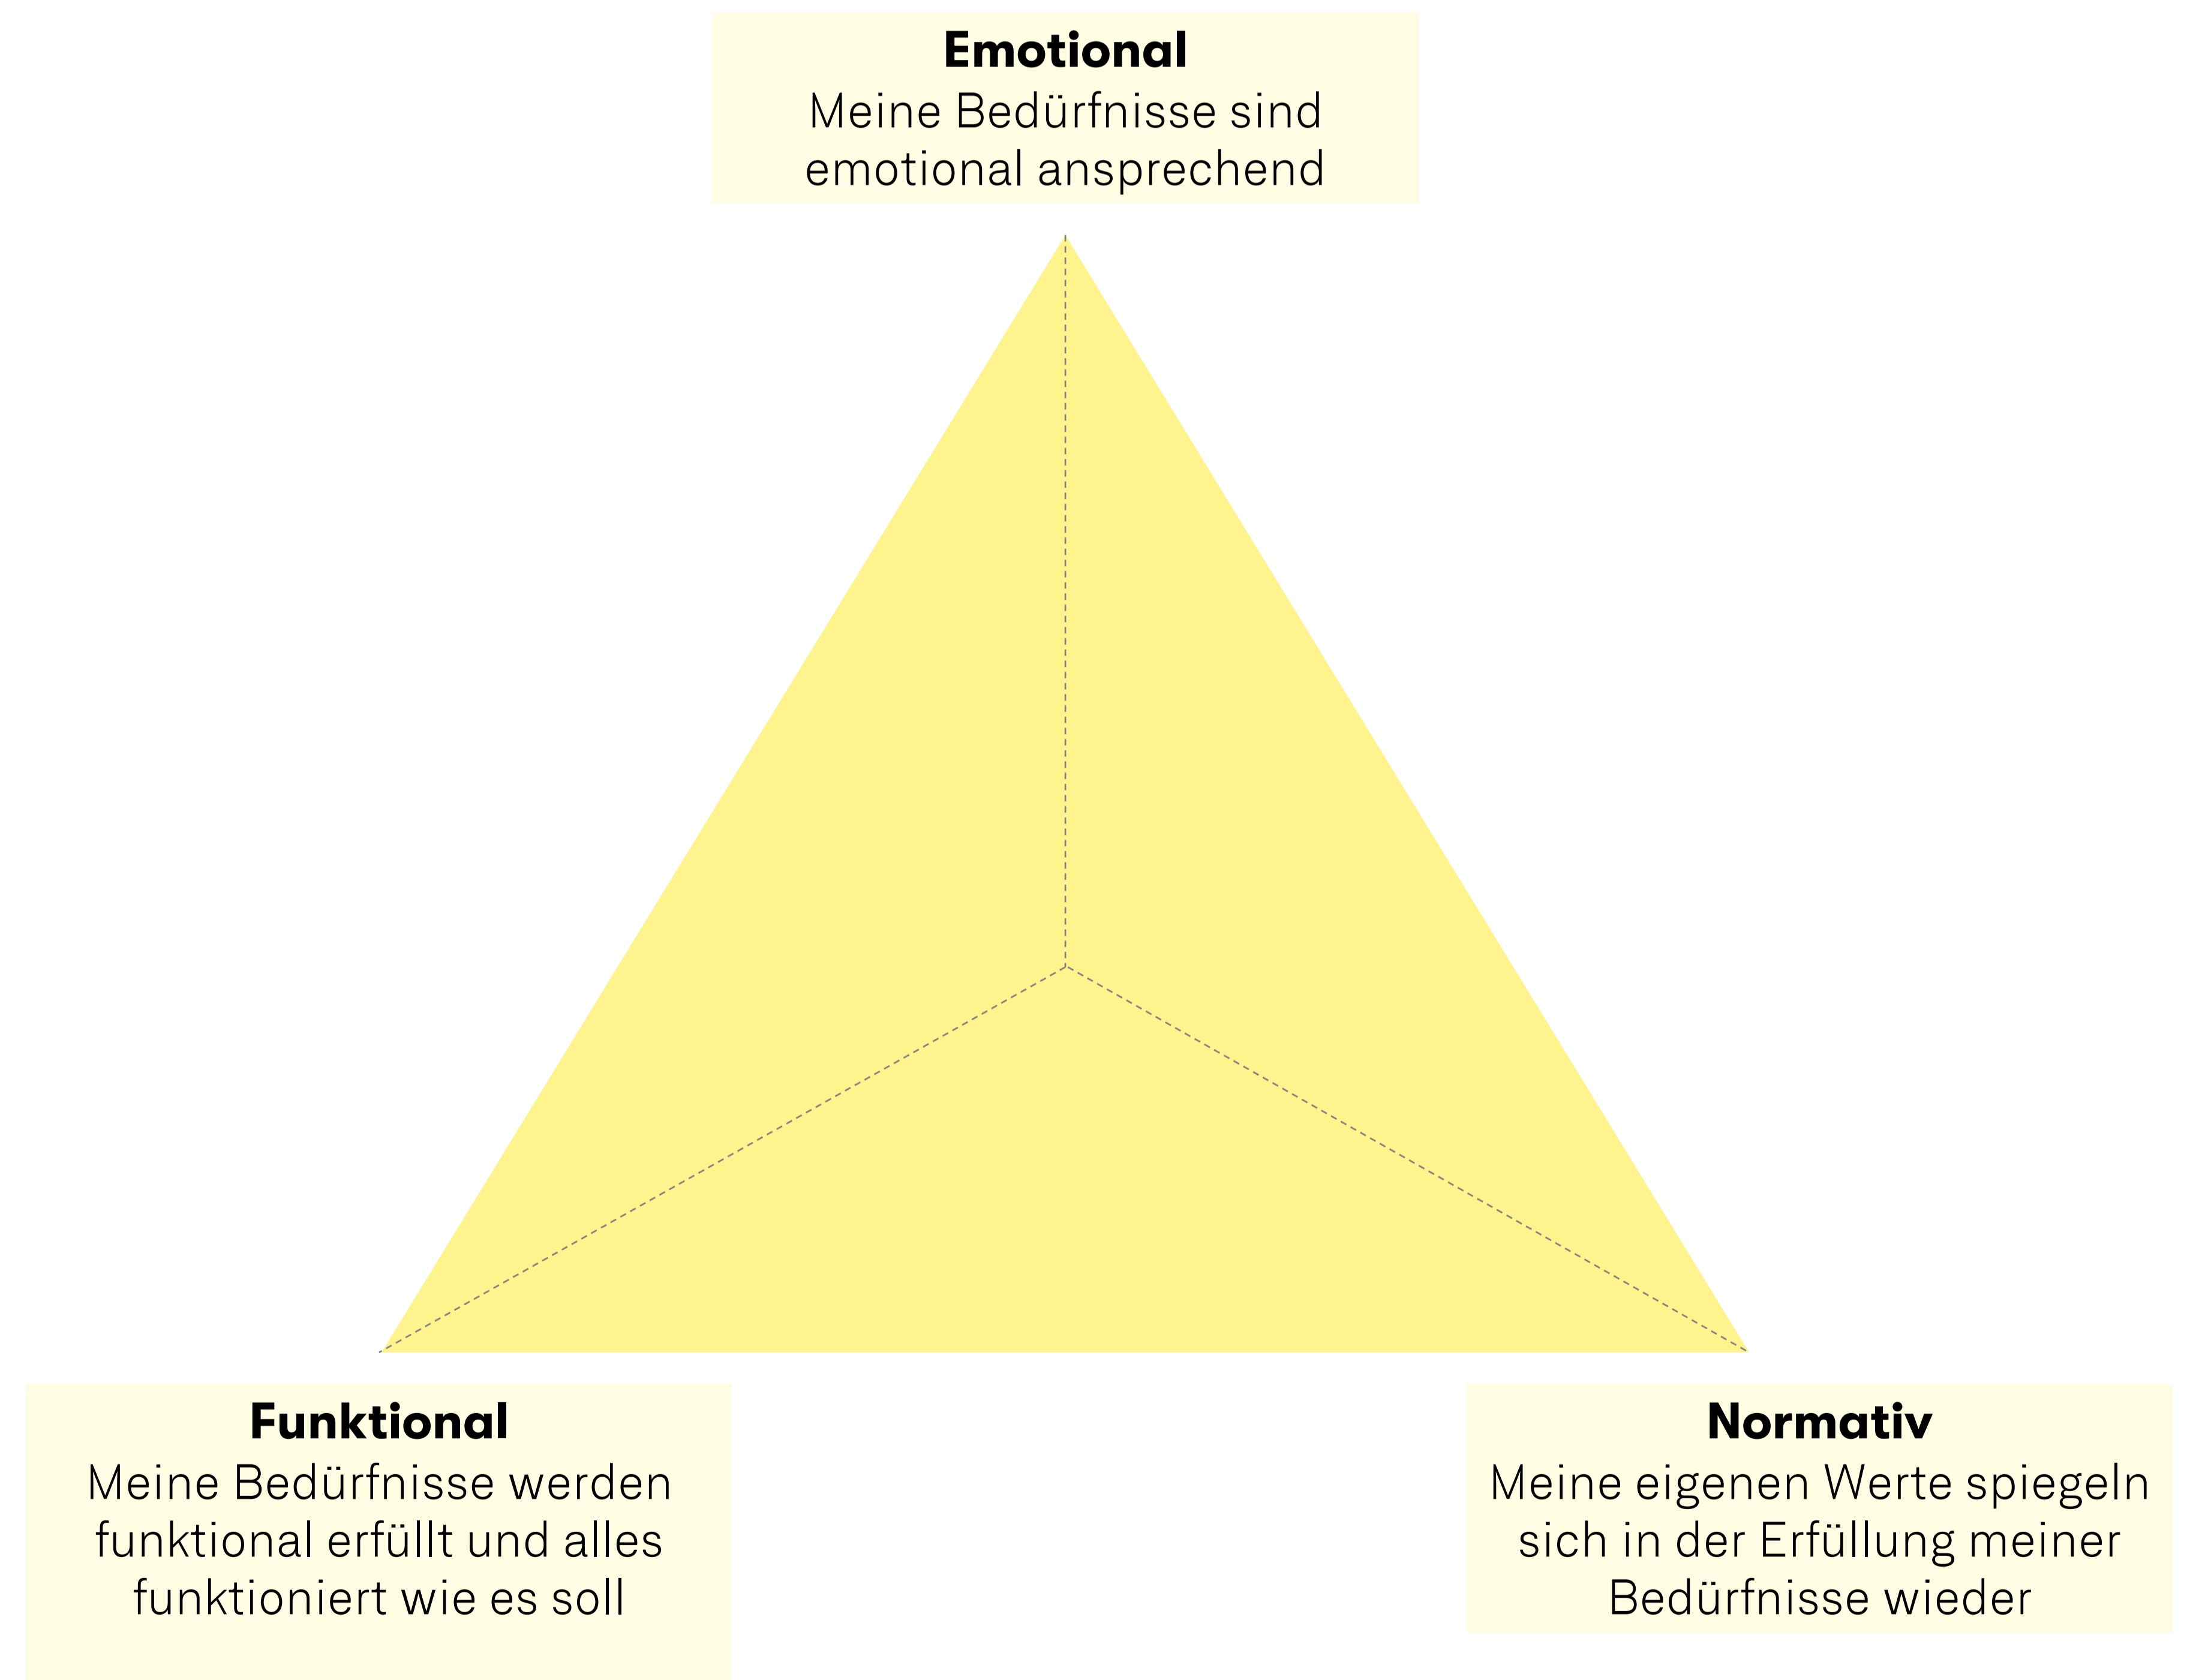 Emotional
Meine Bedürfnisse sind
emotional ansprechend
Funktional
Meine Bedürfnisse werden
funktional erfüllt und alles
funktioniert wie es soll
Normativ
Meine eigenen Werte spiegeln
sich in der Erfüllung meiner
Bedürfnisse wieder